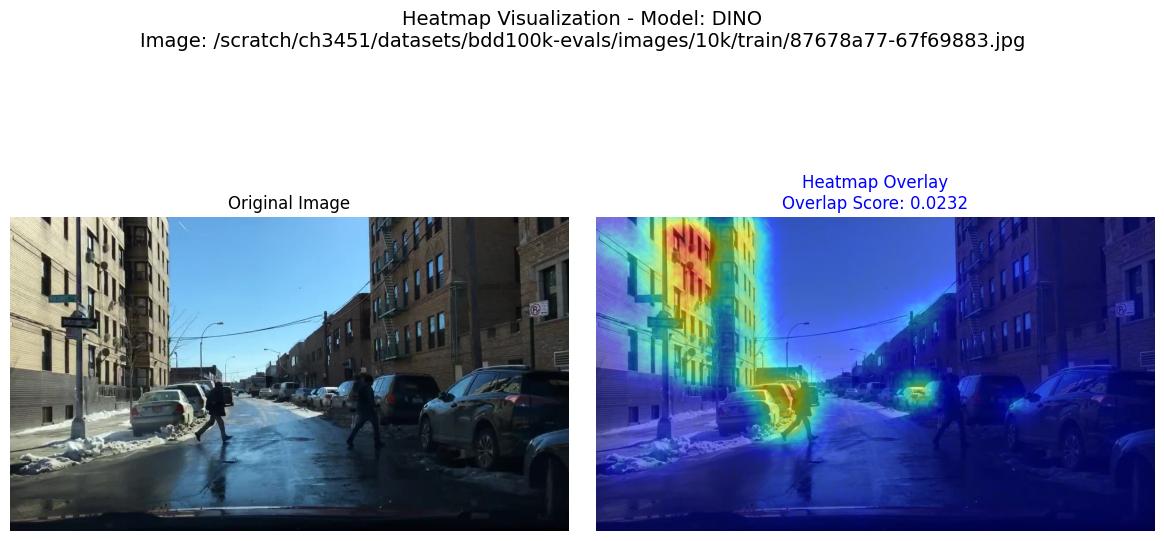 Heatmap Visualization - Model: DINO
Image: /scratch/ch3451/datasets/bdd100k-evals/images/10k/train/87678a77-67f69883.jpg
Original Image
Heatmap Overlay
Overlap Score: 0.0232